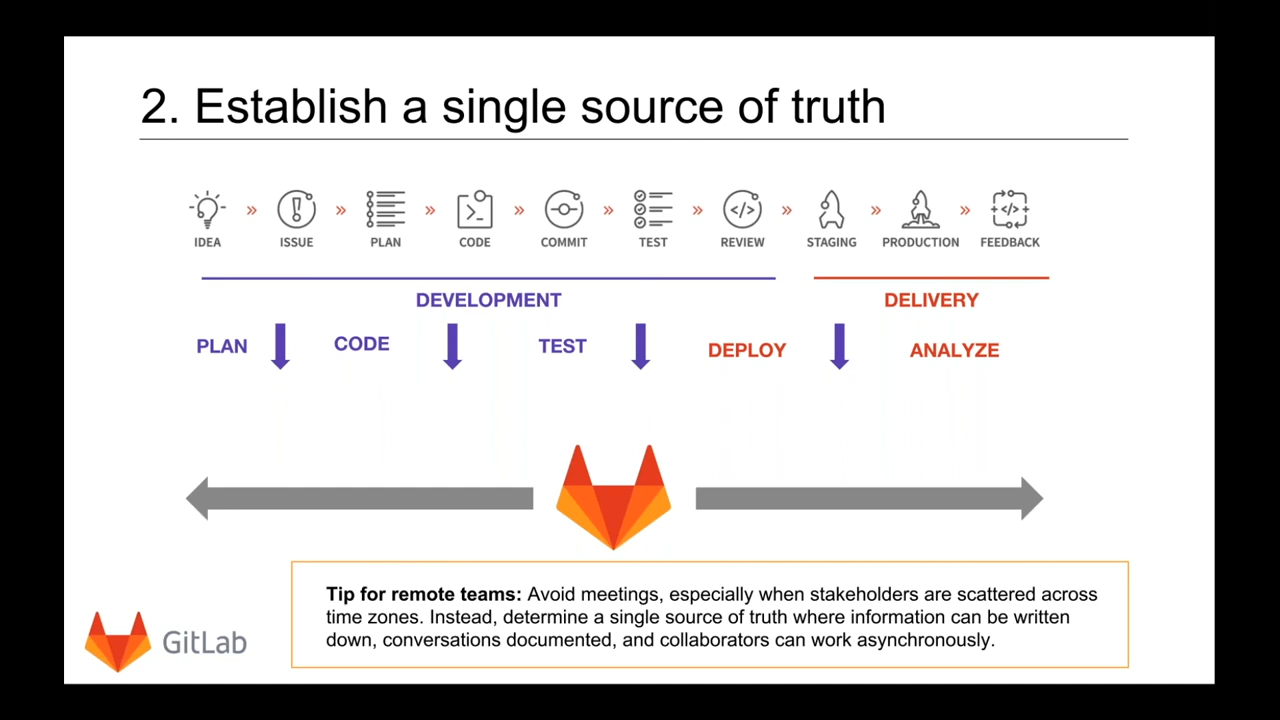 2. Establish a single source of truth
IDEA » ISSUE » PLAN » CODE » COMMIT » TEST » REVIEW » STAGING » PRODUCTION » FEEDBACK
DEVELOPMENT DELIVERY
PLAN CODE TEST DEPLOY ANALYZE
Tip for remote teams: Avoid meetings, especially when stakeholders are scattered across
time zones. Instead, determine a single source of truth where information can be written
down, conversations documented, and collaborators can work asynchronously.
GitLab